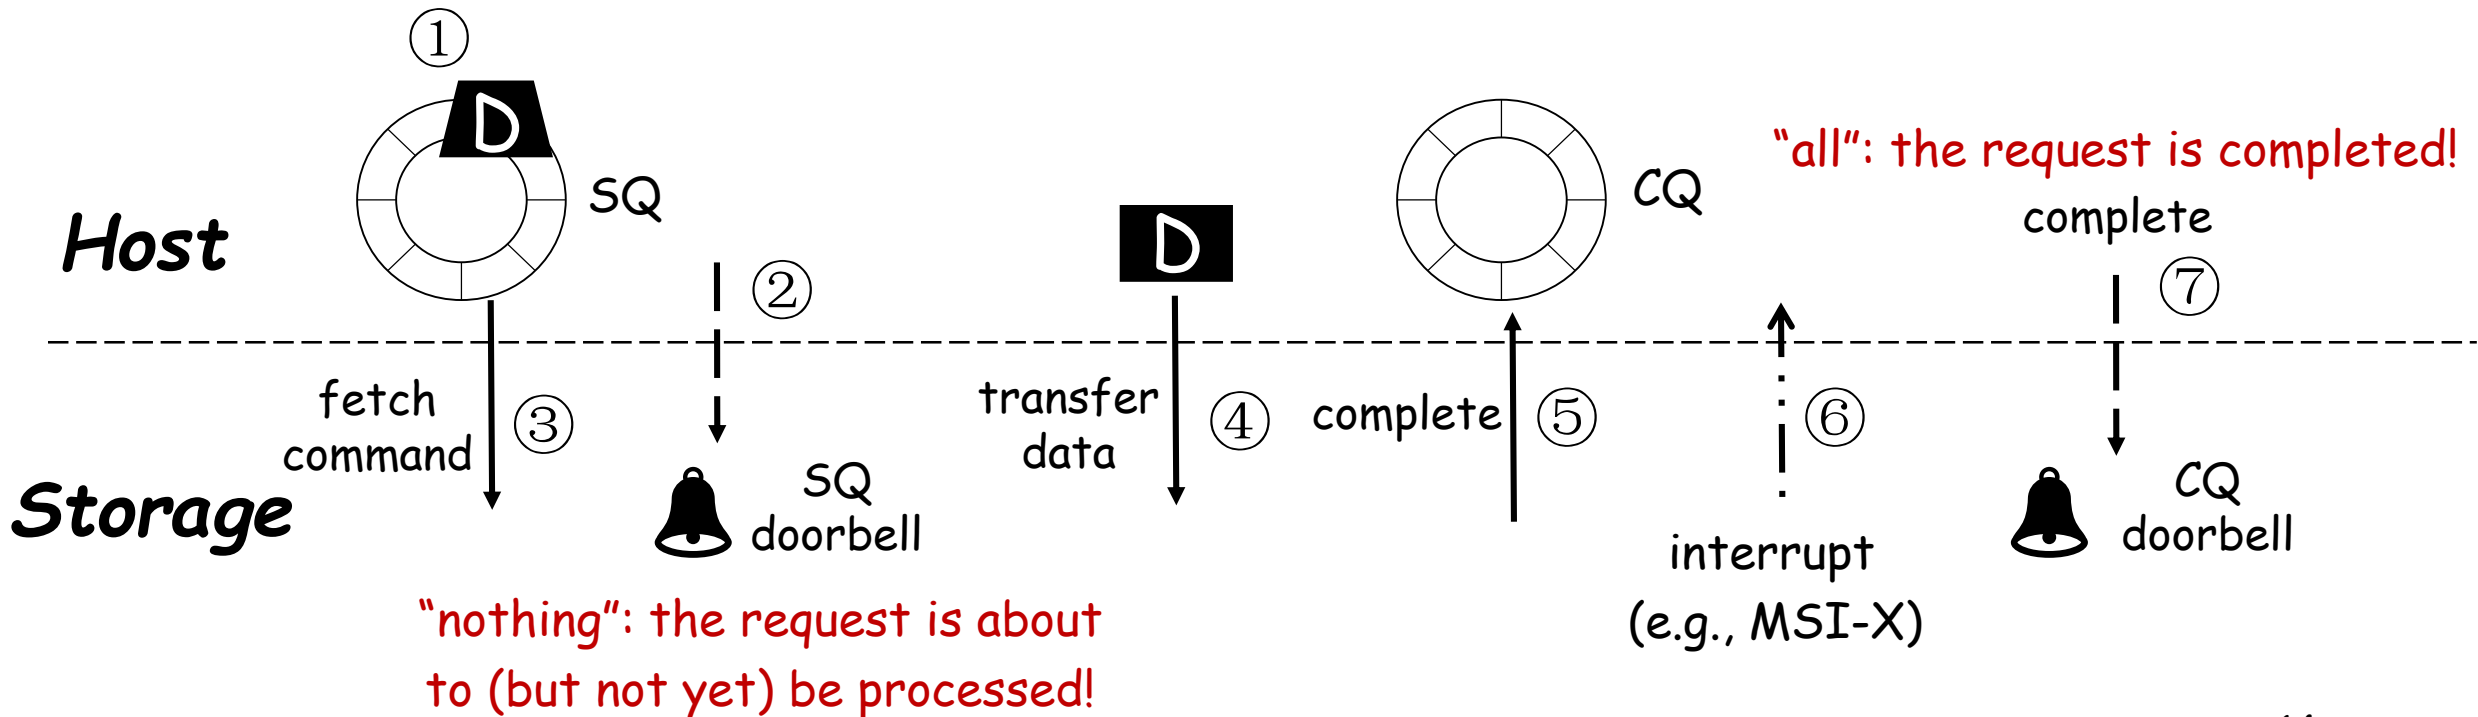 ①
D
SQ
Host
②
fetch
command
③
Storage
SQ
doorbell
"nothing": the request is about
to (but not yet) be processed!
D
transfer
data
④
CQ
complete
⑤
interrupt
(e.g., MSI-X)
⑥
“all”: the request is completed!
complete
⑦
CQ
doorbell